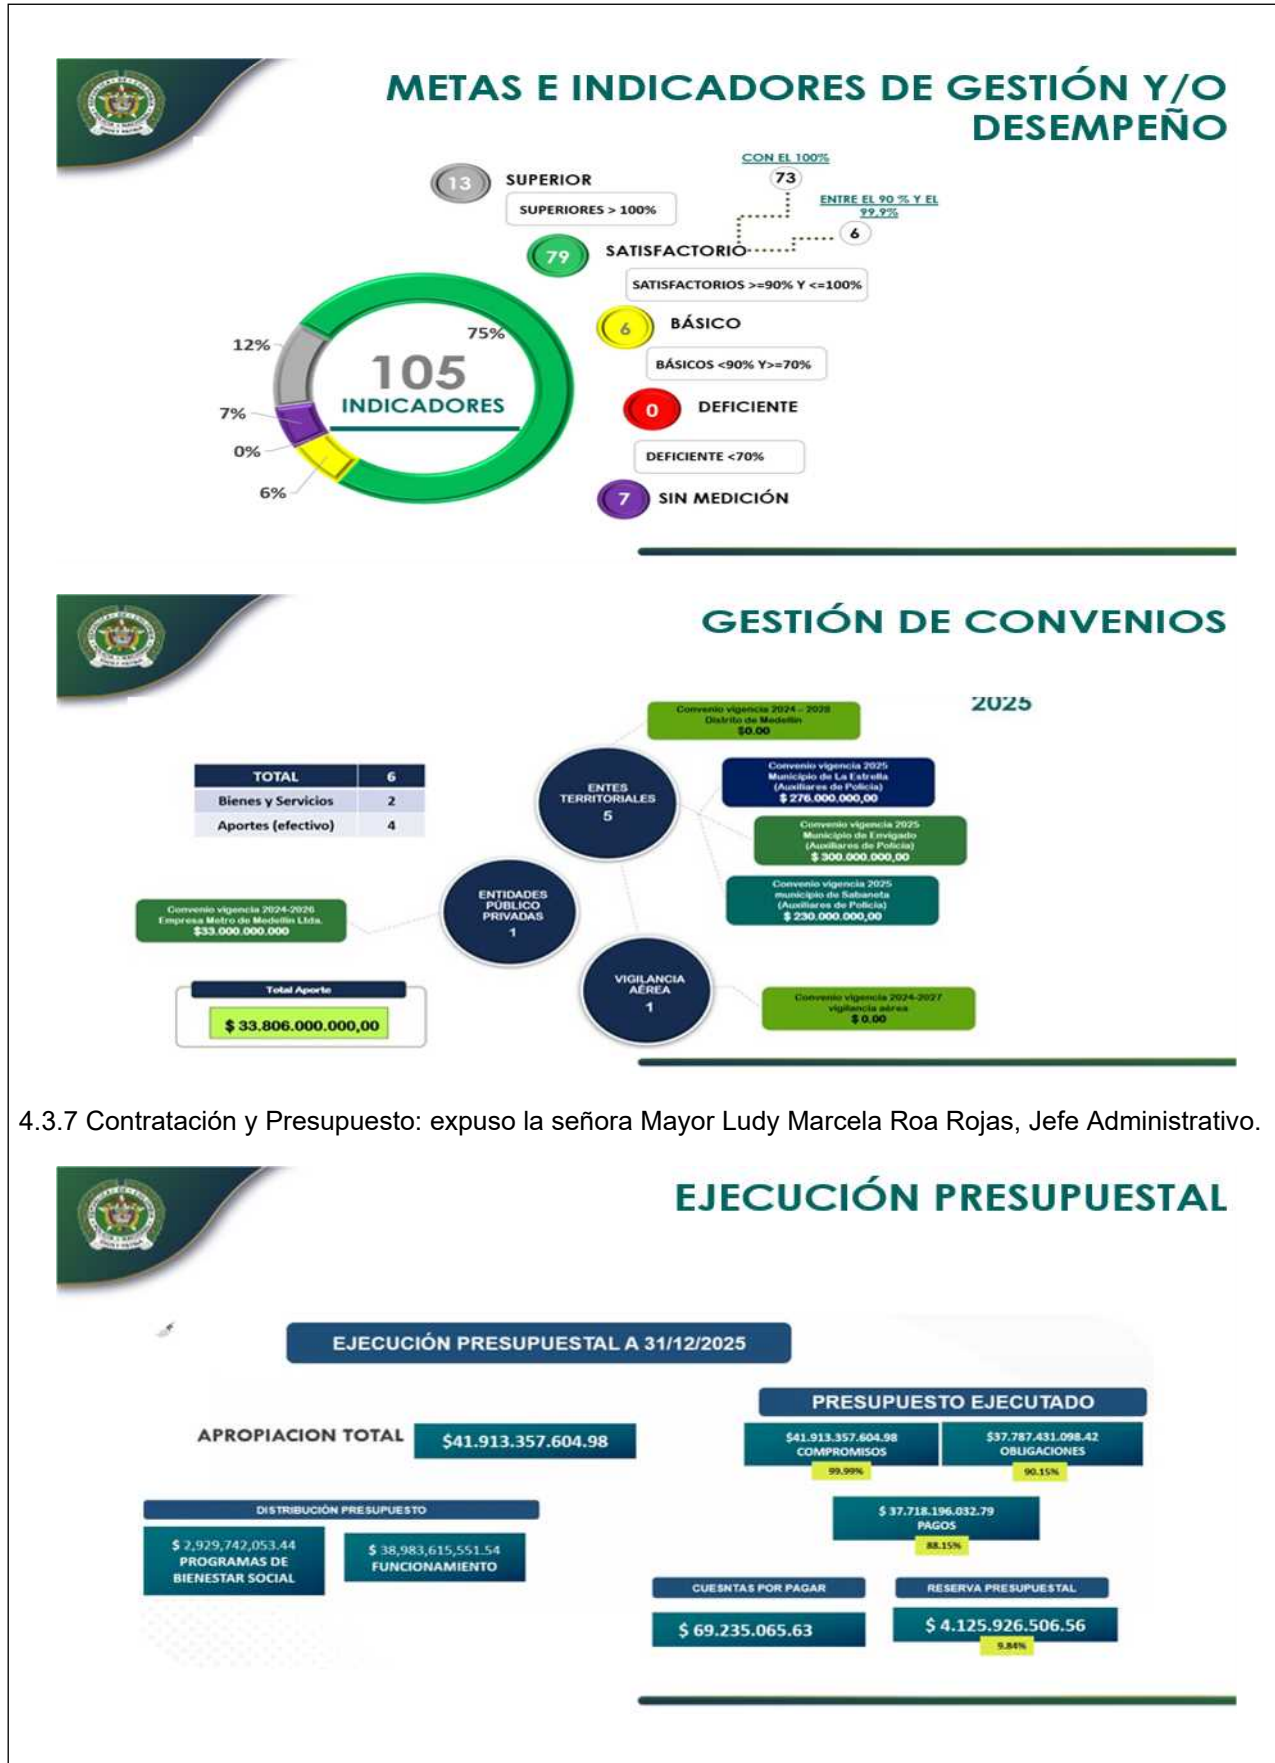 METAS E INDICADORES DE GESTIÓN Y/O
DESEMPEÑO
CON EL 100%
73
ENTRE EL 90 % Y EL
99,9%
6
13
SUPERIOR
SUPERIORES > 100%
79
SATISFACTORIO
SATISFACTORIOS >=90% Y <=100%
6
BÁSICO
BÁSICOS <90% Y>=70%
0
DEFICIENTE
DEFICIENTE <70%
7
SIN MEDICIÓN
75%
12%
7%
0%
6%
105
INDICADORES
GESTIÓN DE CONVENIOS
2025
TOTAL 6
Bienes y Servicios 2
Aportes (efectivo) 4
ENTES
TERRITORIALES
5
Convenio vigencia 2024 – 2028
Distrito de Medellín
$0.00
Convenio vigencia 2025
Municipio de La Estrella
(Auxiliares de Policía)
$ 276.000.000,00
Convenio vigencia 2025
Municipio de Envigado
(Auxiliares de Policía)
$ 300.000.000,00
Convenio vigencia 2025
municipio de Sabaneta
(Auxiliares de Policía)
$ 230.000.000,00
ENTIDADES
PÚBLICO
PRIVADAS
1
Convenio vigencia 2024-2026
Empresa Metro de Medellín Ltda.
$33.000.000.000
VIGILANCIA
AÉREA
1
Convenio vigencia 2024-2027
vigilancia aérea
$ 0.00
Total Aporte
$ 33.806.000.000,00
4.3.7 Contratación y Presupuesto: expuso la señora Mayor Ludy Marcela Roa Rojas, Jefe Administrativo.
EJECUCIÓN PRESUPUESTAL
EJECUCIÓN PRESUPUESTAL A 31/12/2025
APROPIACION TOTAL $41.913.357.604.98
DISTRIBUCIÓN PRESUPUESTO
$ 2,929,742,053.44
PROGRAMAS DE
BIENESTAR SOCIAL
$ 38,983,615,551.54
FUNCIONAMIENTO
PRESUPUESTO EJECUTADO
$41.913.357.604.98
COMPROMISOS
99.99%
$37.787.431.098.42
OBLIGACIONES
90.15%
$ 37.718.196.032.79
PAGOS
88.15%
CUESNTAS POR PAGAR
$ 69.235.065.63
RESERVA PRESUPUESTAL
$ 4.125.926.506.56
9.84%